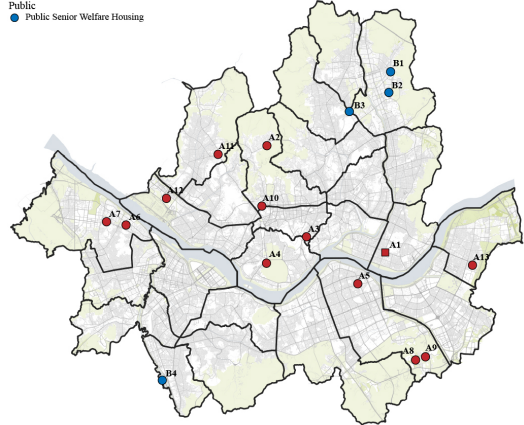 Public
Public Senior Welfare Housing
B1
B2
B3
A2
A11
A12
A10
A7
A6
A3
A1
A4
A13
A5
A8
A9
B4